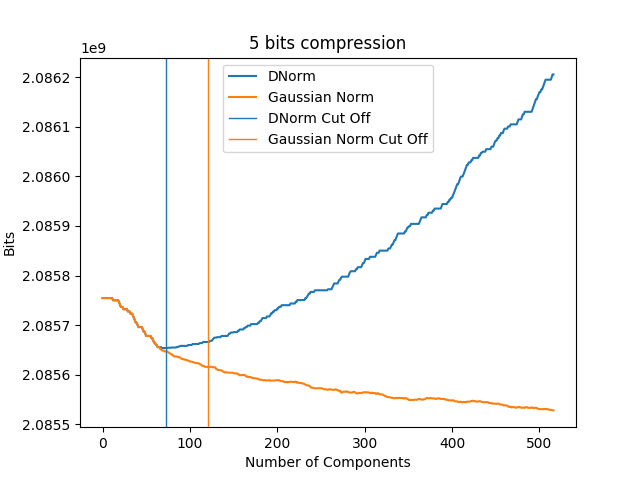 5 bits compression
1e9
2.0862
2.0861
2.0860
2.0859
2.0858
2.0857
2.0856
2.0855
Bits
DNorm
Gaussian Norm
DNorm Cut Off
Gaussian Norm Cut Off
0 100 200 300 400 500
Number of Components